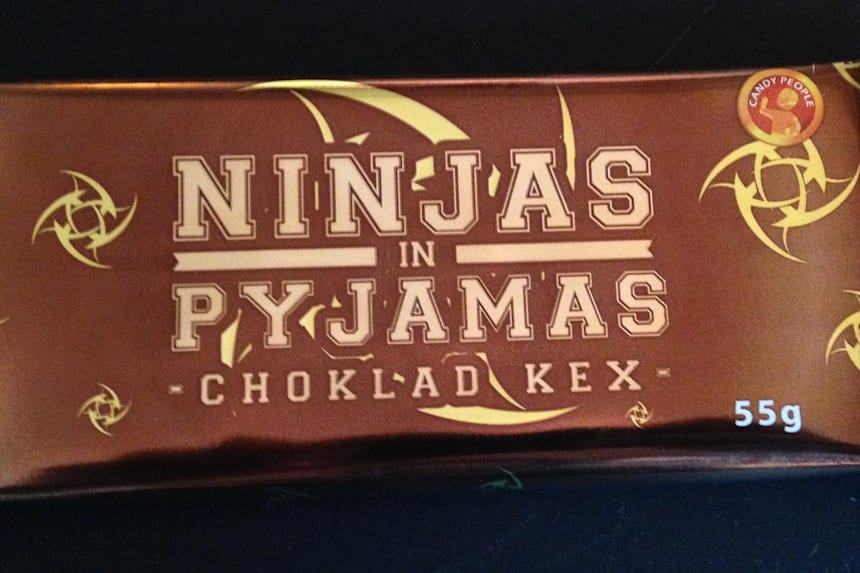 CANDY PEOPLE
NINJAS
IN
PYJAMAS
-CHOKLAD KEX-
55g